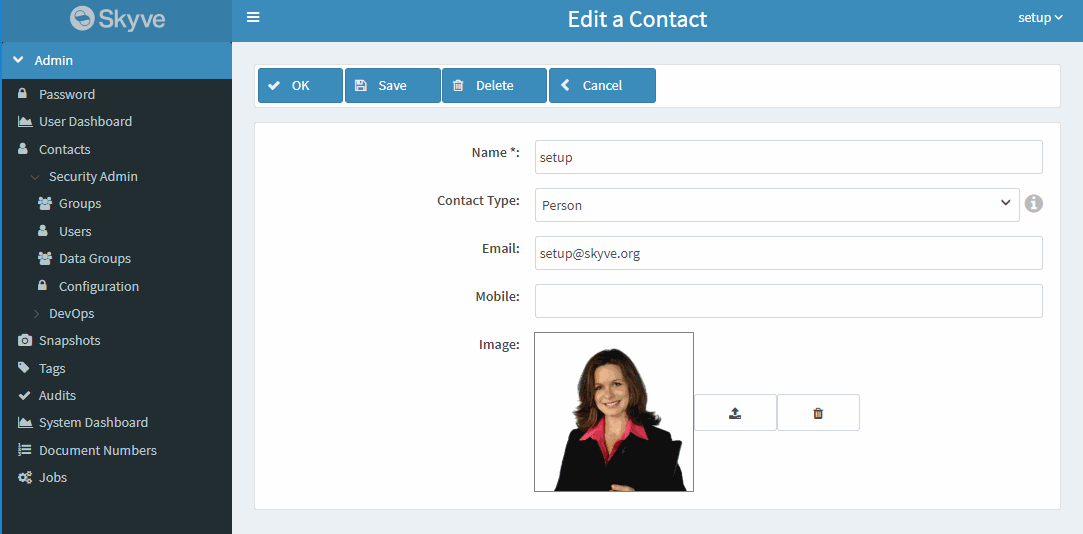 Skyve
Edit a Contact
setup
Admin
Password
User Dashboard
Contacts
Security Admin
Groups
Users
Data Groups
Configuration
DevOps
Snapshots
Tags
Audits
System Dashboard
Document Numbers
Jobs
OK Save Delete Cancel
Name *: setup
Contact Type: Person
Email: setup@skyve.org
Mobile:
Image: